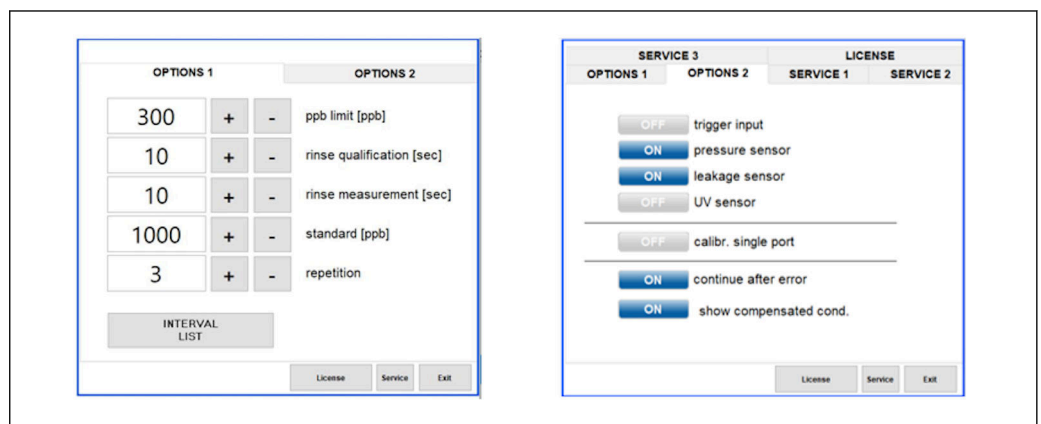 OPTIONS 1 OPTIONS 2
300 + - ppb limit [ppb]
10 + - rinse qualification [sec]
10 + - rinse measurement [sec]
1000 + - standard [ppb]
3 + - repetition
INTERVAL
LIST
License Service Exit
SERVICE 3 LICENSE
OPTIONS 1 OPTIONS 2 SERVICE 1 SERVICE 2
OFF trigger input
ON pressure sensor
ON leakage sensor
OFF UV sensor
OFF calibr. single port
ON continue after error
ON show compensated cond.
License Service Exit